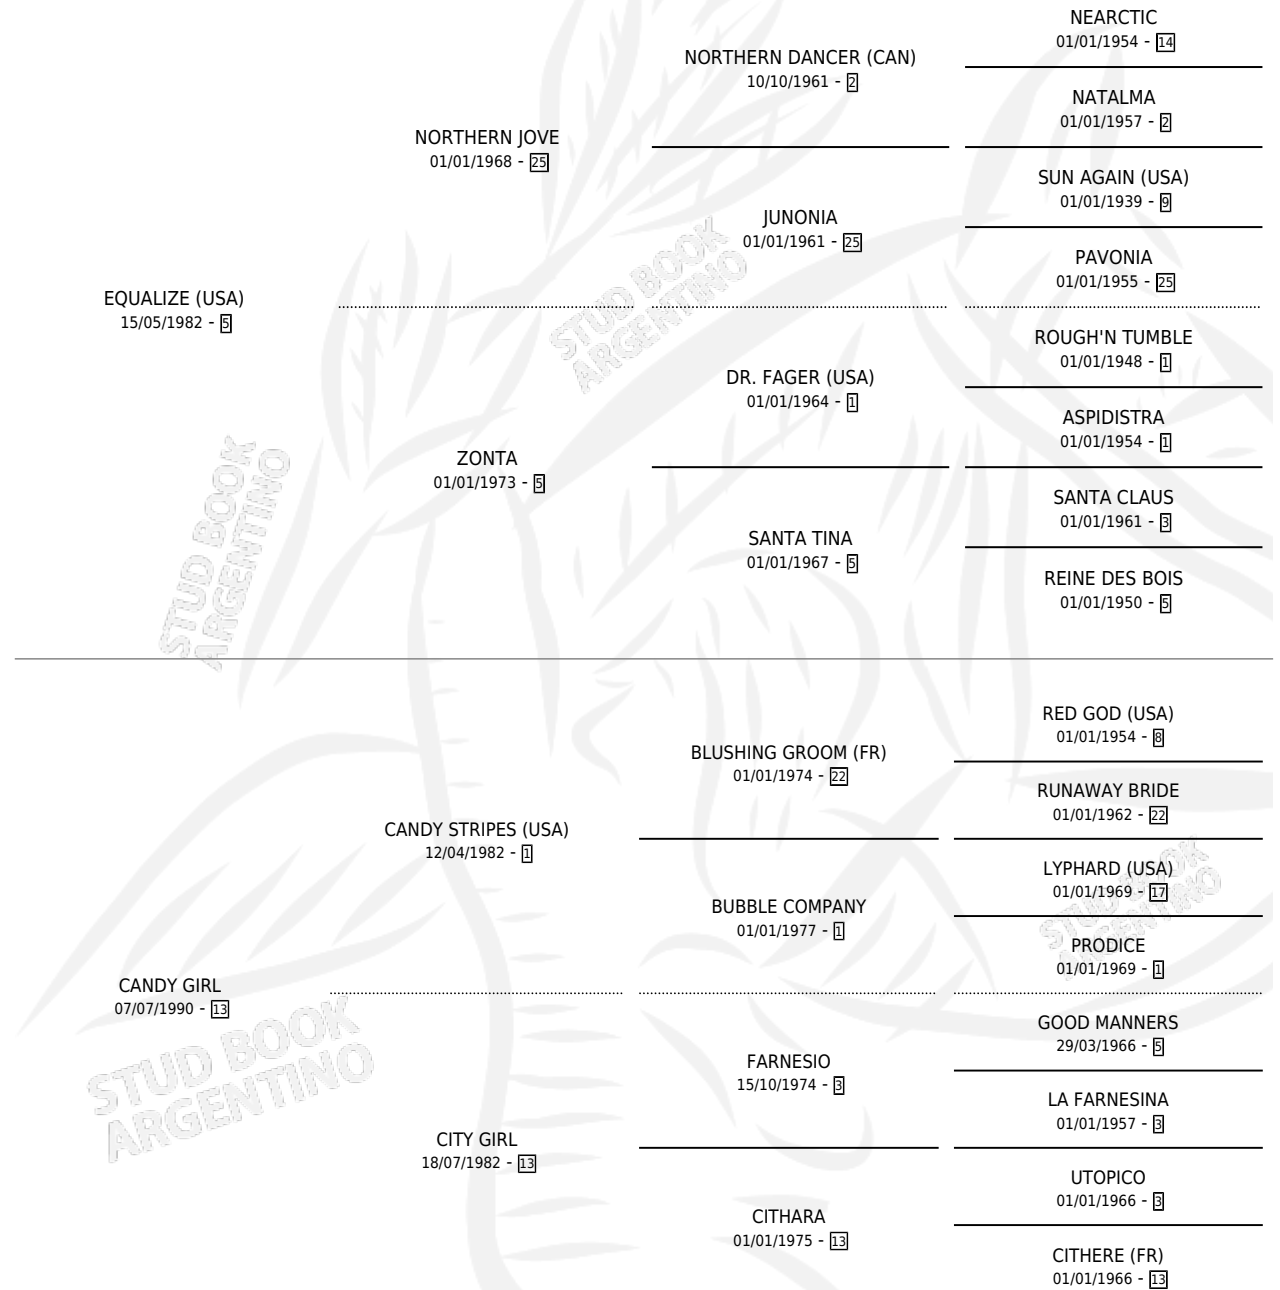 NEARCTIC
01/01/1954 - 14
NORTHERN DANCER (CAN)
10/10/1961 - 2
NATALMA
01/01/1957 - 2
NORTHERN JOVE
01/01/1968 - 25
SUN AGAIN (USA)
01/01/1939 - 9
JUNONIA
01/01/1961 - 25
PAVONIA
01/01/1955 - 25
EQUALIZE (USA)
15/05/1982 - 5
STUD BOOK
ARGENTINO
ROUGH'N TUMBLE
01/01/1948 - 1
DR. FAGER (USA)
01/01/1964 - 1
ASPIDISTRA
01/01/1954 - 1
ZONTA
01/01/1973 - 5
SANTA CLAUS
01/01/1961 - 3
SANTA TINA
01/01/1967 - 5
REINE DES BOIS
01/01/1950 - 5
STUD BOOK
ARGENTINO
RED GOD (USA)
01/01/1954 - 8
BLUSHING GROOM (FR)
01/01/1974 - 22
RUNAWAY BRIDE
01/01/1962 - 22
CANDY STRIPES (USA)
12/04/1982 - 1
LYPHARD (USA)
01/01/1969 - 17
BUBBLE COMPANY
01/01/1977 - 1
PRODICE
01/01/1969 - 1
STUD BOOK
ARGENTINO
CANDY GIRL
07/07/1990 - 13
GOOD MANNERS
29/03/1966 - 5
FARNESIO
15/10/1974 - 3
LA FARNESINA
01/01/1957 - 3
STUD BOOK
ARGENTINO
CITY GIRL
18/07/1982 - 13
UTOPICO
01/01/1966 - 3
CITHARA
01/01/1975 - 13
CITHERE (FR)
01/01/1966 - 13